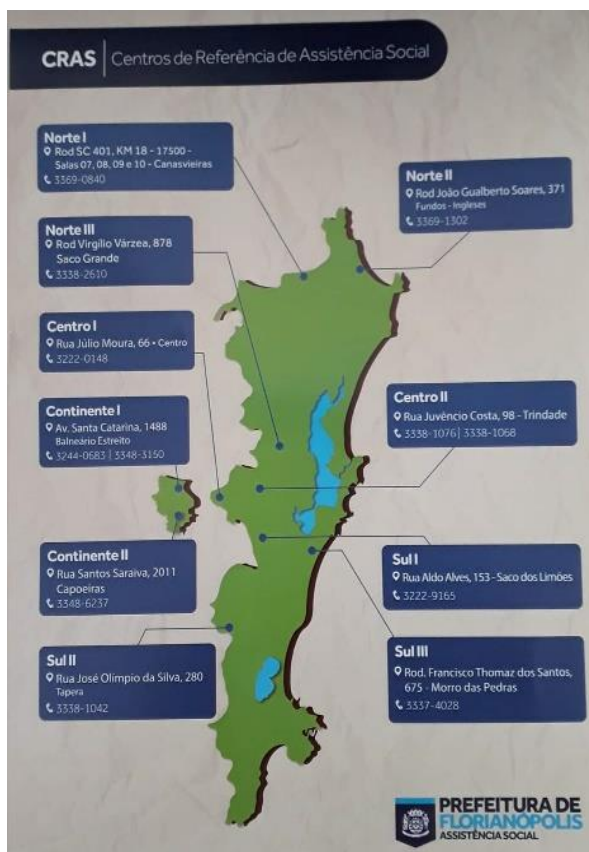 CRAS | Centros de Referência de Assistência Social
Norte I
Rod SC 401, KM 18 - 17500 -
Salas 07, 08, 09 e 10 - Canasvieiras
3369-0840
Norte II
Rod João Gualberto Soares, 371
Fundos - Ingleses
3369-1302
Norte III
Rod Virgílio Várzea, 878
Saco Grande
3338-2610
Centro I
Rua Júlio Moura, 66 • Centro
3222-0148
Continente I
Av. Santa Catarina, 1488
Balneário Estreito
3244-0683 | 3348-3150
Centro II
Rua Juvêncio Costa, 98 - Trindade
3338-1076 | 3338-1068
Continente II
Rua Santos Saraiva, 2011
Capoeiras
3348-6237
Sul I
Rua Aldo Alves, 153 - Saco dos Limões
3222-9165
Sul II
Rua José Olimpio da Silva, 280
Tapera
3338-1042
Sul III
Rod. Francisco Thomaz dos Santos,
675 - Morro das Pedras
3337-4028
PREFEITURA DE
FLORIANÓPOLIS
ASSISTÊNCIA SOCIAL